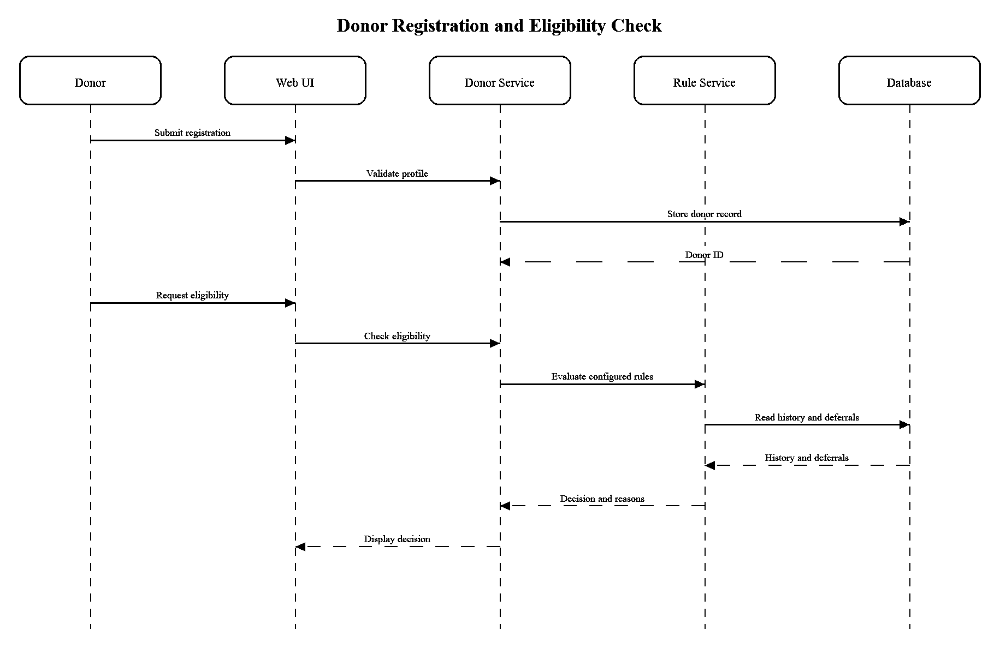 Donor Registration and Eligibility Check
Donor
Web UI
Donor Service
Rule Service
Database
Submit registration
Validate profile
Store donor record
Donor ID
Request eligibility
Check eligibility
Evaluate configured rules
Read history and deferrals
History and deferrals
Decision and reasons
Display decision